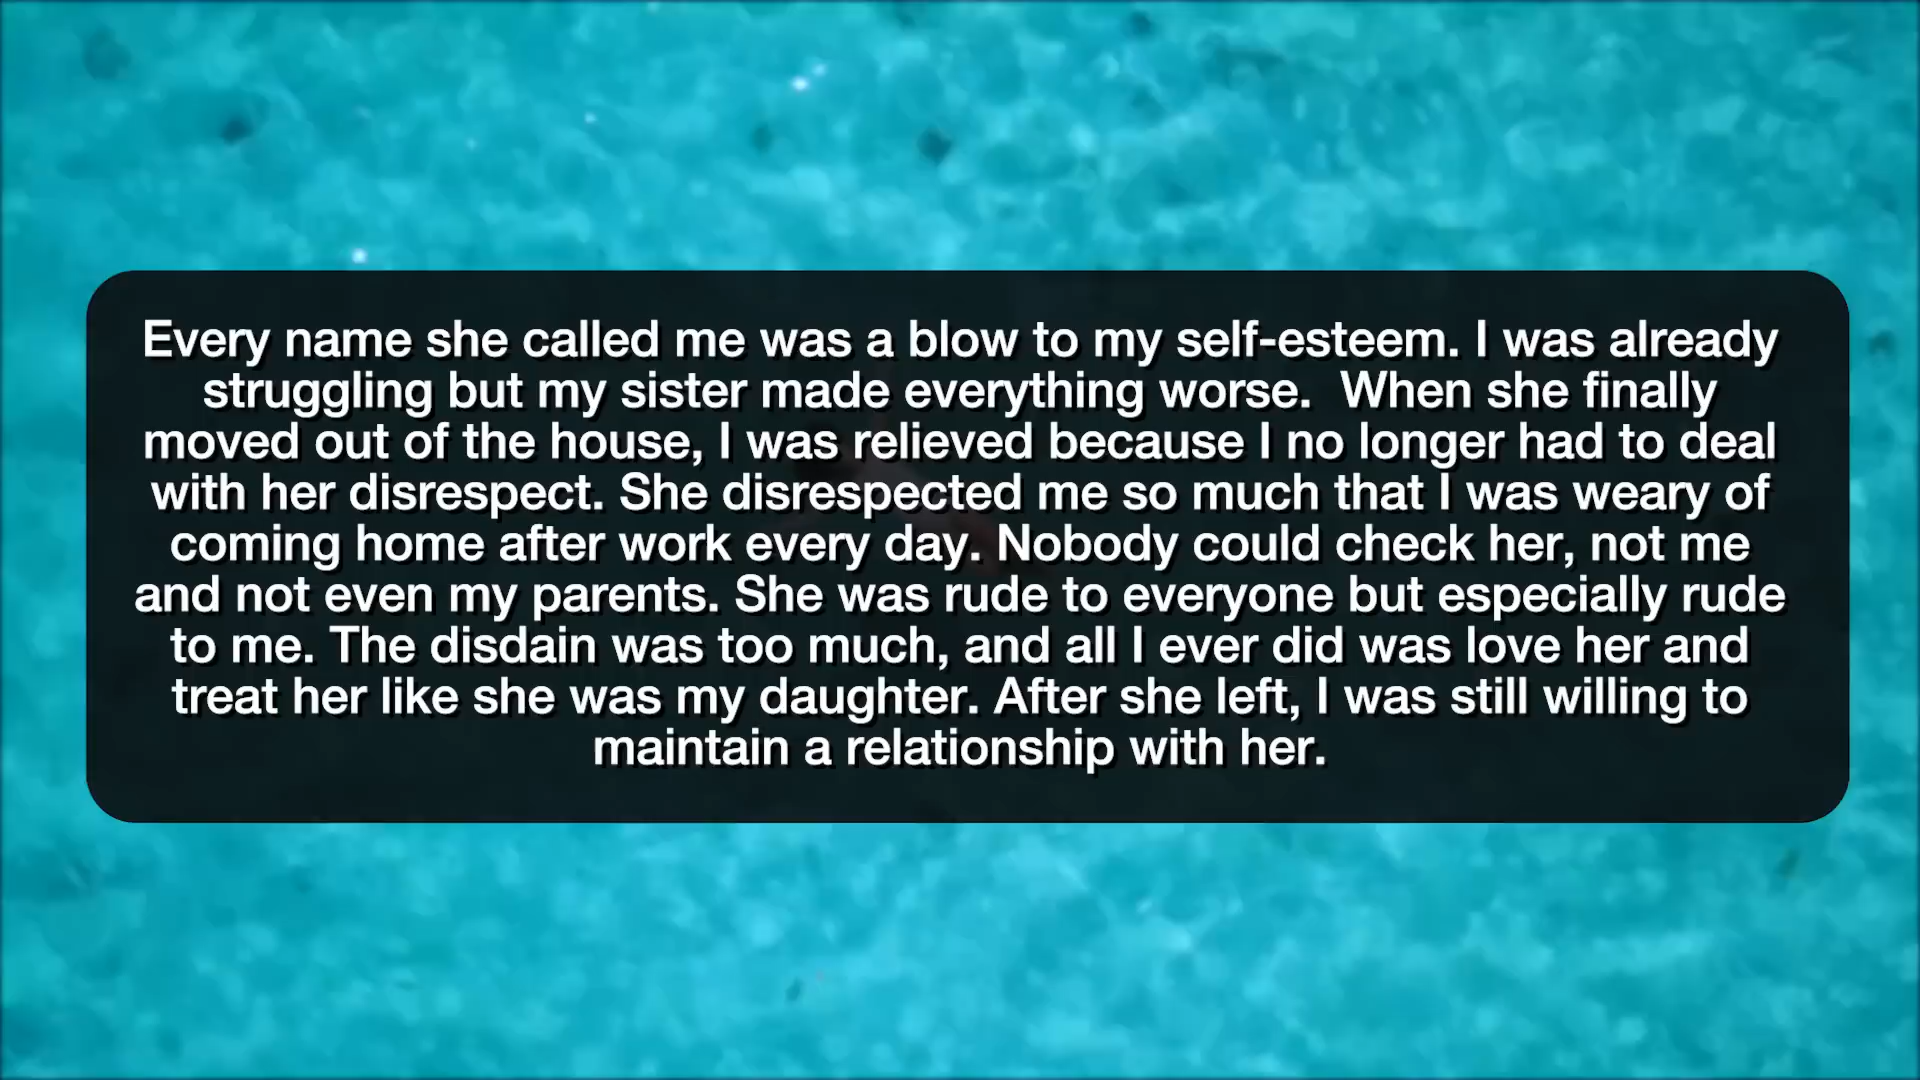 Every name she called me was a blow to my self-esteem. I was already
struggling but my sister made everything worse.  When she finally
moved out of the house, I was relieved because I no longer had to deal
with her disrespect. She disrespected me so much that I was weary of
coming home after work every day. Nobody could check her, not me
and not even my parents. She was rude to everyone but especially rude
to me. The disdain was too much, and all I ever did was love her and
treat her like she was my daughter. After she left, I was still willing to
maintain a relationship with her.